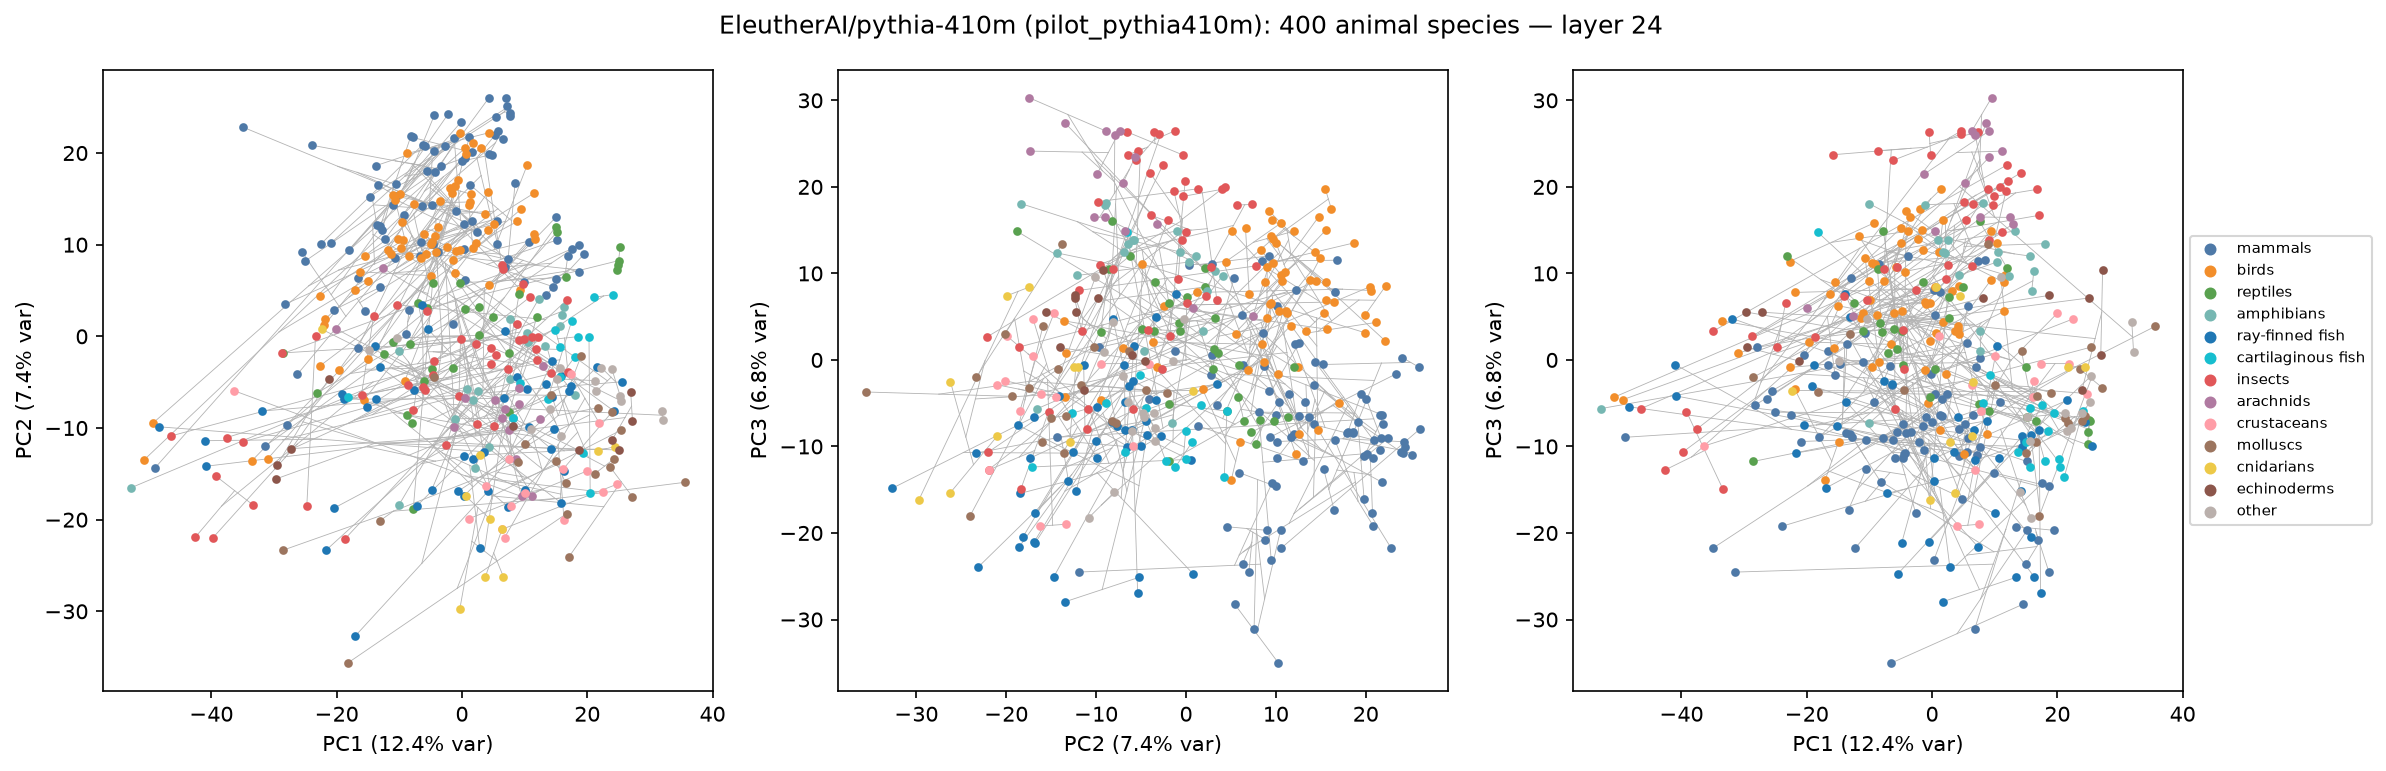 EleutherAI/pythia-410m (pilot_pythia410m): 400 animal species — layer 24
20
10
0
−10
−20
−30
PC2 (7.4% var)
−40
−20
0
20
40
PC1 (12.4% var)
30
20
10
0
−10
−20
−30
PC3 (6.8% var)
−30
−20
−10
0
10
20
PC2 (7.4% var)
30
20
10
0
−10
−20
−30
PC3 (6.8% var)
−40
−20
0
20
40
PC1 (12.4% var)
mammals
birds
reptiles
amphibians
ray-finned fish
cartilaginous fish
insects
arachnids
crustaceans
molluscs
cnidarians
echinoderms
other